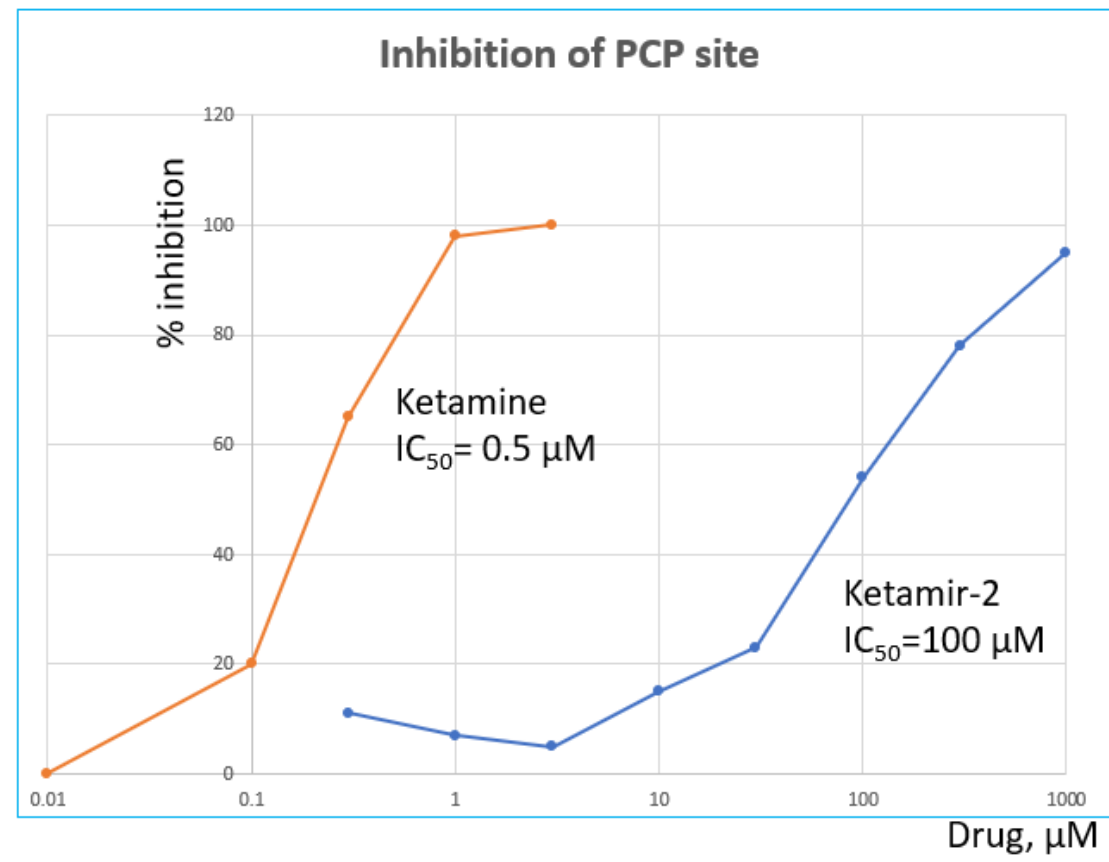 Inhibition of PCP site
120
100
80
60
40
20
0
% inhibition
Ketamine
IC₅₀= 0.5 µM
Ketamir-2
IC₅₀=100 µM
0.01 0.1 1 10 100 1000
Drug, µM